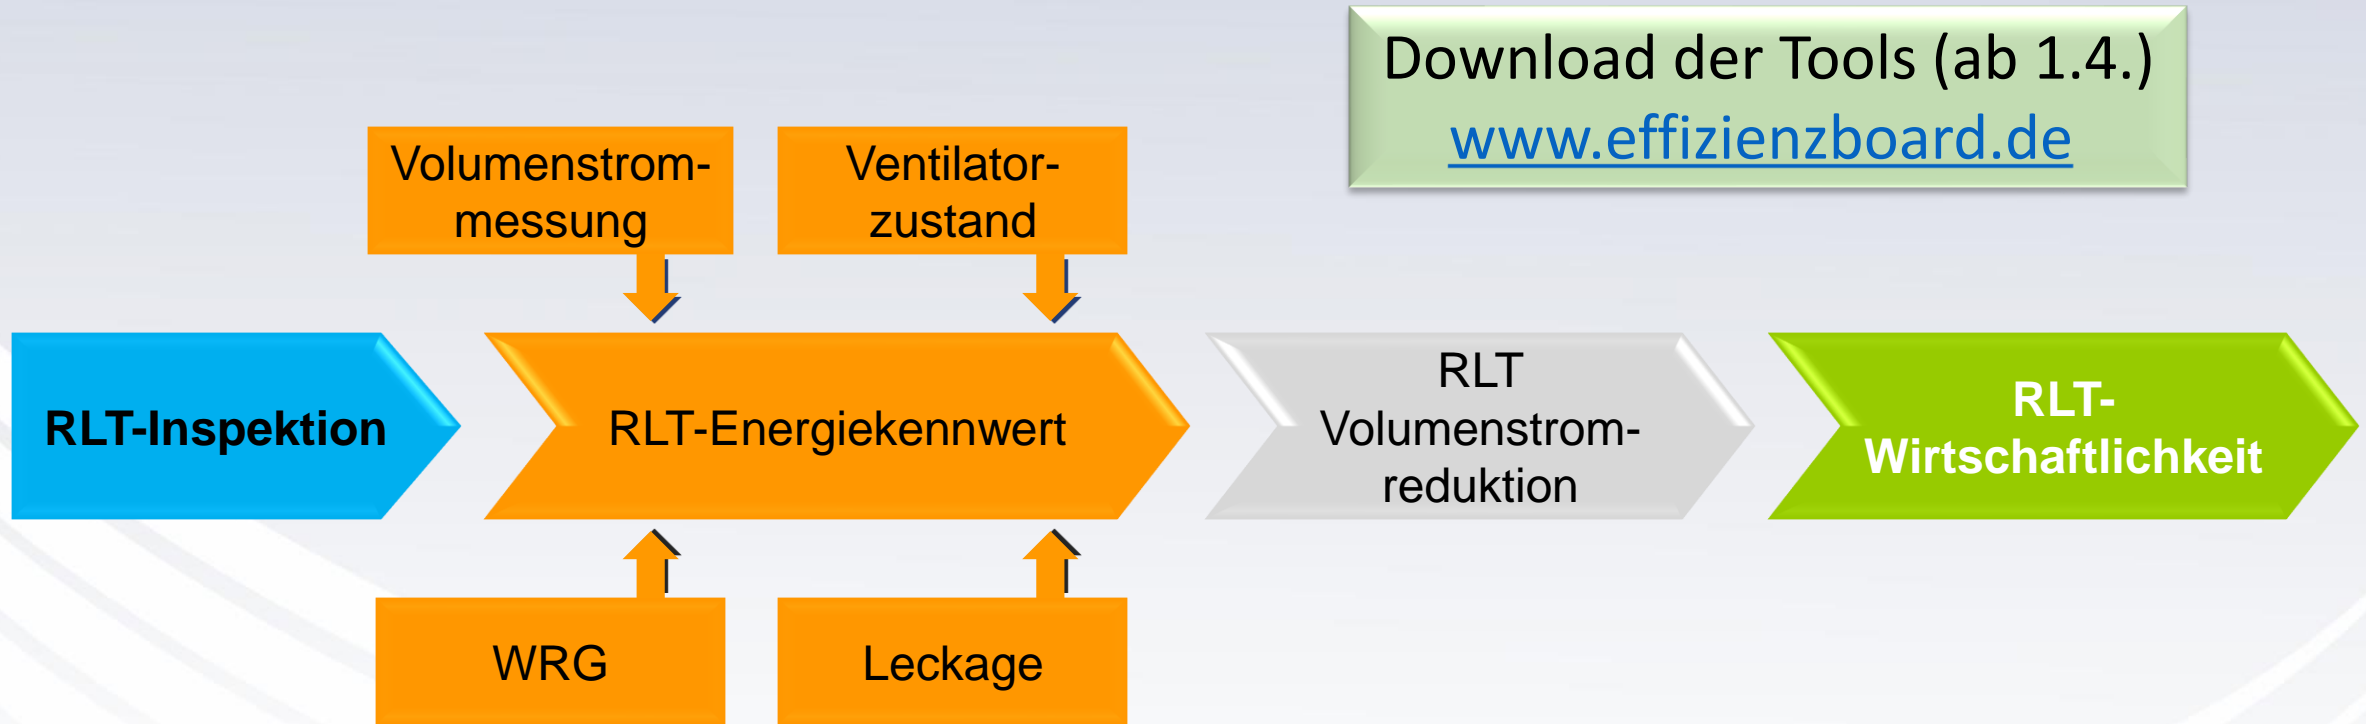 Download der Tools (ab 1.4.)
www.effizienzboard.de
Volumenstrom-
messung
Ventilator-
zustand
RLT-Inspektion
RLT-Energiekennwert
RLT
Volumenstrom-
reduktion
RLT-
Wirtschaftlichkeit
WRG
Leckage